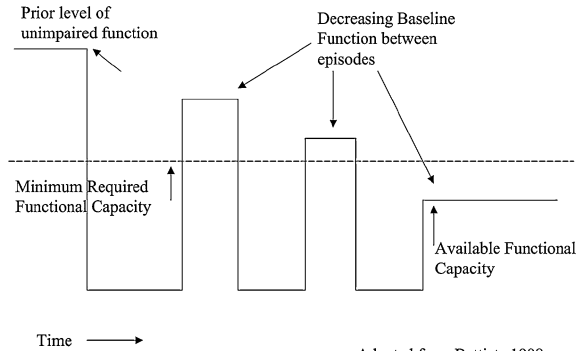 Prior level of
unimpaired function
Decreasing Baseline
Function between
episodes
Minimum Required
Functional Capacity
Available Functional
Capacity
Time